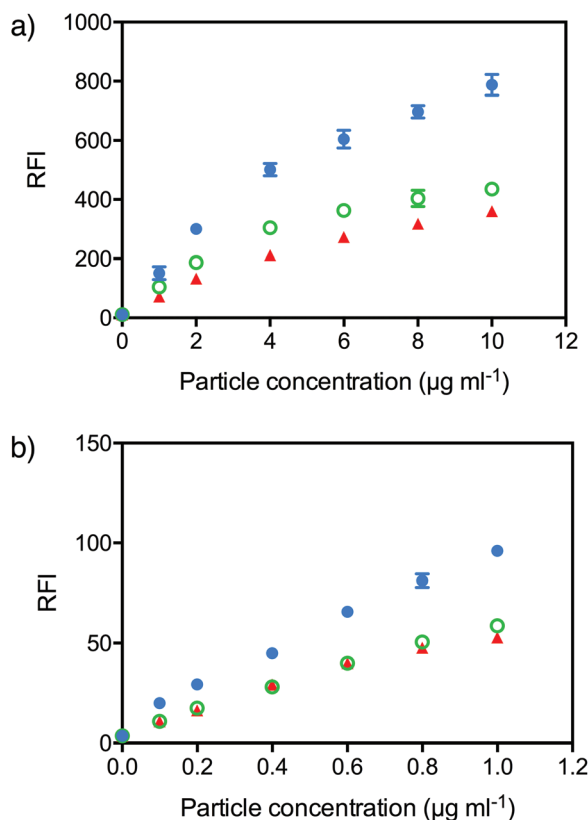 a)
1000
800
600
400
200
0
RFI
0 2 4 6 8 10 12
Particle concentration (µg ml⁻¹)
b)
150
100
50
0
RFI
0.0 0.2 0.4 0.6 0.8 1.0 1.2
Particle concentration (µg ml⁻¹)